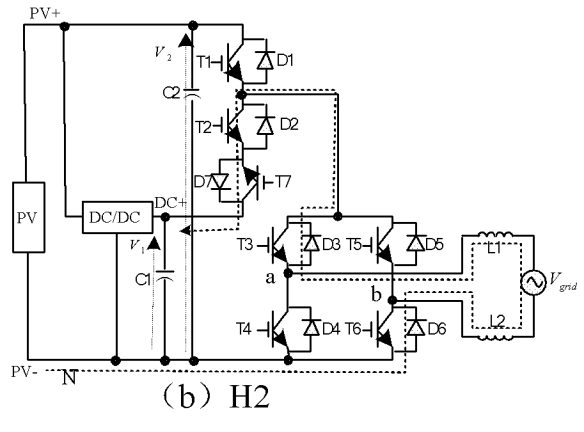 PV+
V2
T1
D1
C2
T2
D2
D7
T7
PV
DC/DC
DC+
V1
C1
T3
D3
T5
D5
L1
a
b
Vgrid
T4
D4
T6
D6
L2
PV-
N
(b) H2